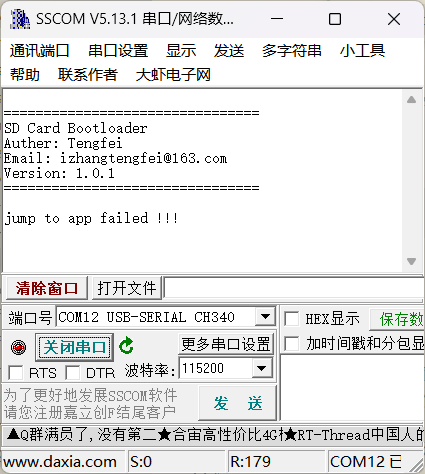 SSCOM V5.13.1 串口/网络数...
通讯端口 串口设置 显示 发送 多字符串 小工具
帮助 联系作者 大虾电子网
================================
SD Card Bootloader
Auther: Tengfei
Email: izhangtengfei@163.com
Version: 1.0.1
================================
jump to app failed !!!
清除窗口 打开文件
端口号 COM12 USB-SERIAL CH340 HEX显示 保存数
关闭串口 更多串口设置 加时间戳和分包显
RTS DTR 波特率: 115200
为了更好地发展SSCOM软件
请您注册嘉立创F结尾客户
发 送
▲Q群满员了,没有第二★合宙高性价比4G★RT-Thread中国人的
www.daxia.com S:0 R:179 COM12